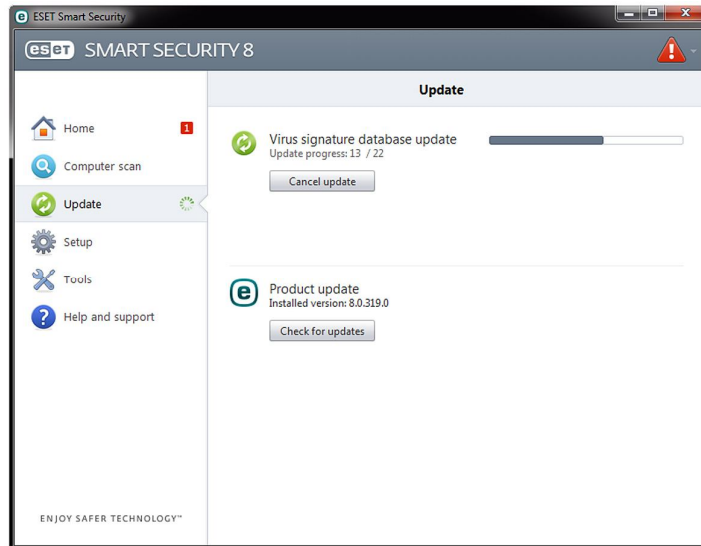 ESET Smart Security
eseT SMART SECURITY 8
Update
Home 1
Computer scan
Update
Setup
Tools
Help and support
Virus signature database update
Update progress: 13 / 22
Cancel update
Product update
Installed version: 8.0.319.0
Check for updates
ENJOY SAFER TECHNOLOGY™